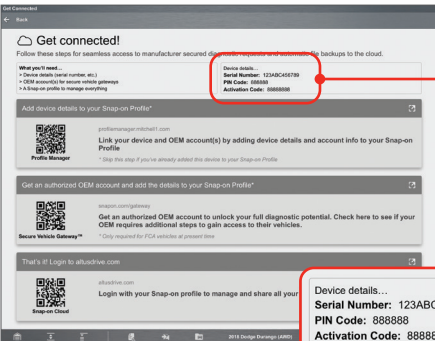 Get Connected
Back
Get connected!
Follow these steps for seamless access to manufacturer secured diagnostic requests and automatic file backups to the cloud.
What you'll need...
> Device details (serial number, etc.)
> OEM account(s) for secure vehicle gateways
> A Snap-on profile to manage everything
Device details...
Serial Number: 123ABC456789
PIN Code: 888888
Activation Code: 88888888
Add device details to your Snap-on Profile*
profilemanager.mitchell1.com
Link your device and OEM account(s) by adding device details and account info to your Snap-on Profile
* Skip this step if you've already added this device to your Snap-on Profile
Profile Manager
Get an authorized OEM account and add the details to your Snap-on Profile*
snapon.com/gateway
Get an authorized OEM account to unlock your full diagnostic potential. Check here to see if your OEM requires additional steps to gain access to their vehicles.
* Only required for FCA vehicles at present time
Secure Vehicle Gateway™
That's it! Login to altusdrive.com
altusdrive.com
Login with your Snap-on profile to manage and share all your
Snap-on Cloud
2018 Dodge Durango (AWD)
Device details...
Serial Number: 123ABC
PIN Code: 888888
Activation Code: 88888